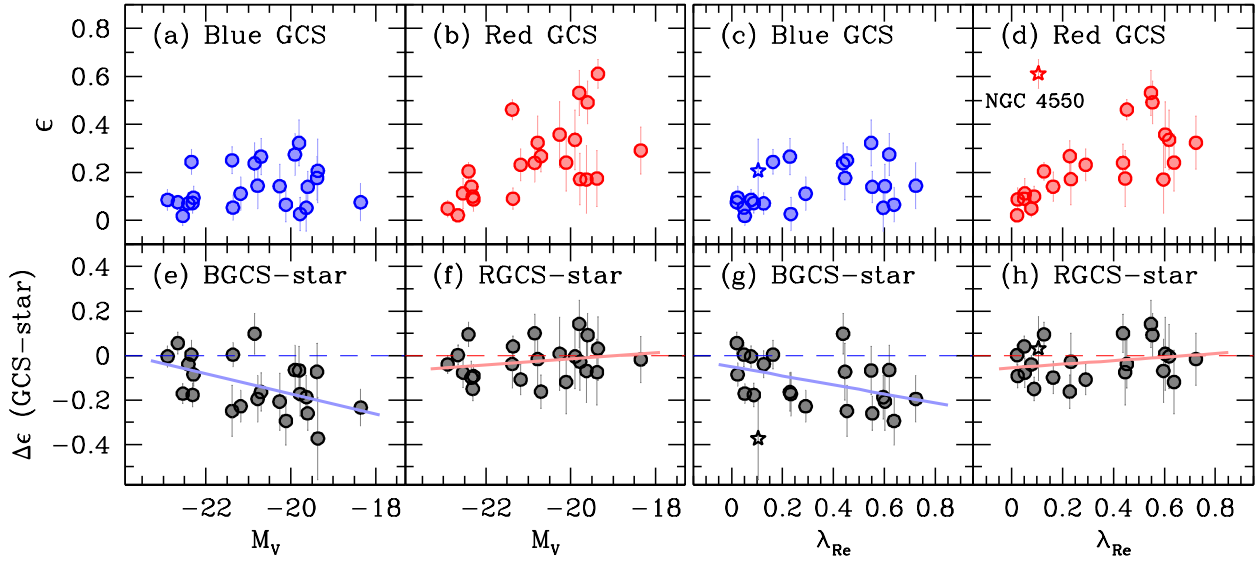 (a) Blue GCS
(b) Red GCS
(c) Blue GCS
(d) Red GCS
NGC 4550
ϵ
0.8
0.6
0.4
0.2
0
(e) BGCS−star
(f) RGCS−star
(g) BGCS−star
(h) RGCS−star
Δϵ (GCS−star)
0.4
0.2
0
−0.2
−0.4
−22 −20 −18
−22 −20 −18
0 0.2 0.4 0.6 0.8
0 0.2 0.4 0.6 0.8
M_V
M_V
λ_Re
λ_Re